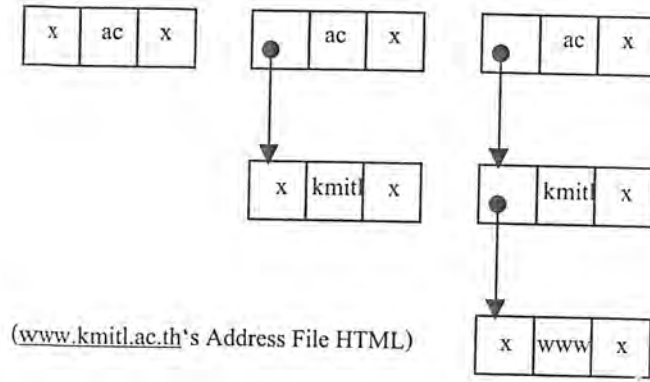 x ac x ac x ac x
x kmitl x kmitl x
(www.kmitl.ac.th's Address File HTML)
x www x